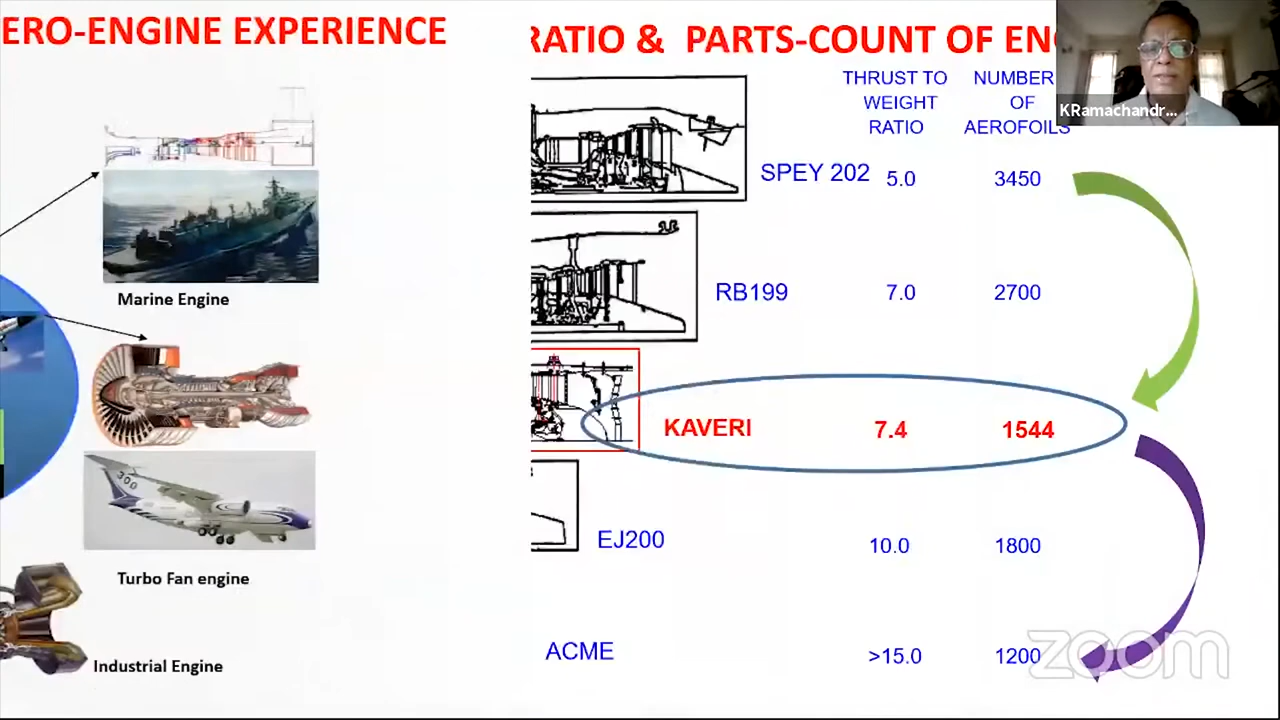 ERO-ENGINE EXPERIENCE
Marine Engine
300
Turbo Fan engine
Industrial Engine
RATIO & PARTS-COUNT OF EN
THRUST TO WEIGHT RATIO
NUMBER OF AEROFOILS
SPEY 202 5.0 3450
RB199 7.0 2700
KAVERI 7.4 1544
EJ200 10.0 1800
ACME >15.0 1200
KRamachandr...
zoom